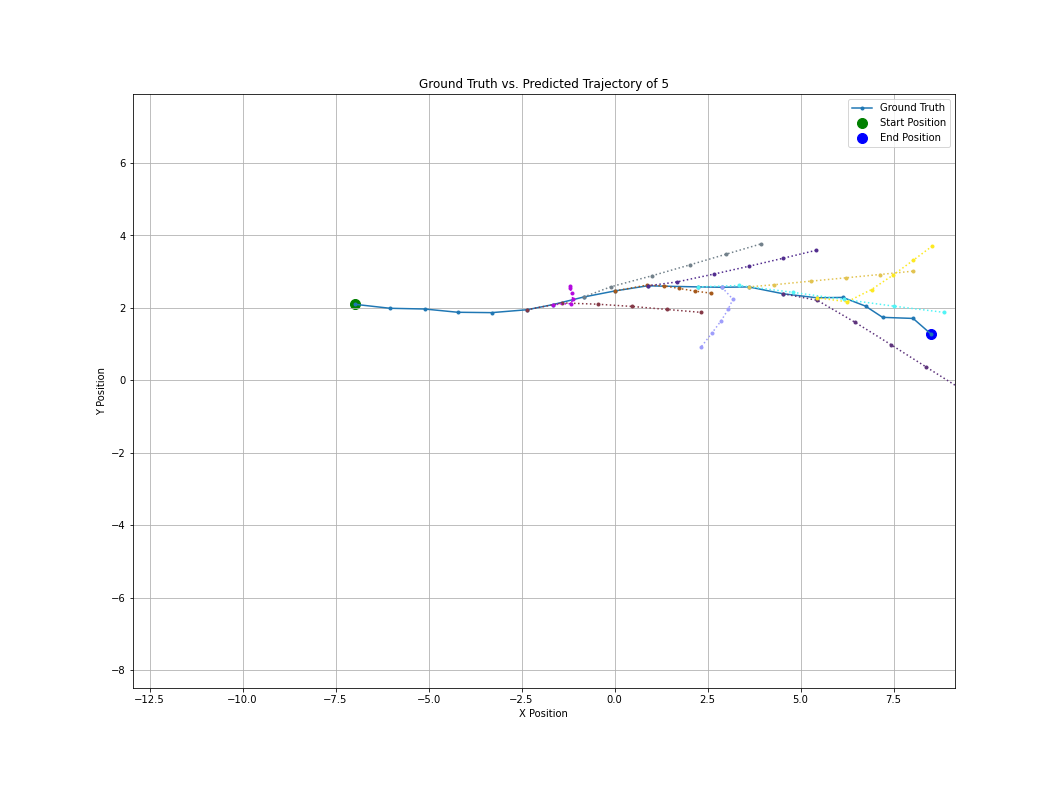 Ground Truth vs. Predicted Trajectory of 5
Ground Truth
Start Position
End Position
6
4
2
0
−2
−4
−6
−8
Y Position
−12.5 −10.0 −7.5 −5.0 −2.5 0.0 2.5 5.0 7.5
X Position